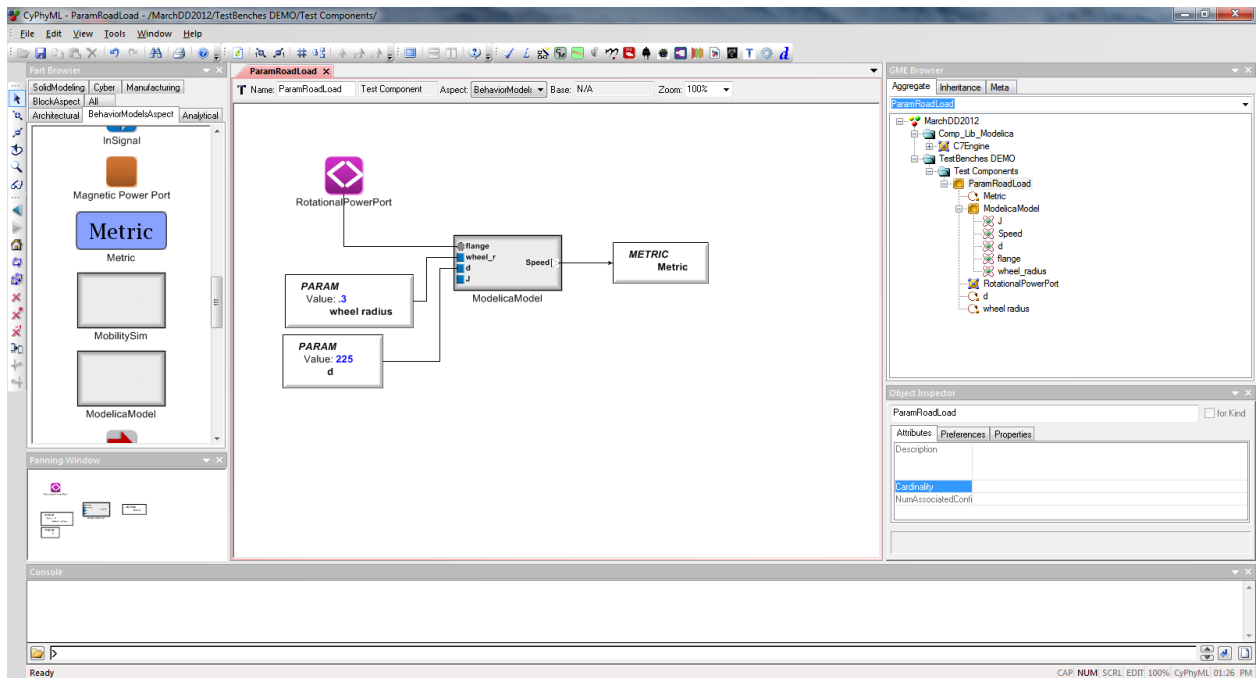 CyPhyML - ParamRoadLoad - /MarchDD2012/TestBenches DEMO/Test Components/
File Edit View Tools Window Help
Part Browser
SolidModeling Cyber Manufacturing
BlockAspect All
Architectural BehaviorModelsAspect Analytical
InSignal
Magnetic Power Port
Metric
Metric
MobilitySim
ModelicaModel
Panning Window
ParamRoadLoad
Name: ParamRoadLoad Test Component Aspect: BehaviorModels Base: N/A Zoom: 100%
RotationalPowerPort
flange
wheel_r
d
J
Speed
ModelicaModel
METRIC
Metric
PARAM
Value: .3
wheel radius
PARAM
Value: 225
d
GME Browser
Aggregate Inheritance Meta
ParamRoadLoad
MarchDD2012
Comp_Lib_Modelica
C7Engine
TestBenches DEMO
Test Components
ParamRoadLoad
Metric
ModelicaModel
J
Speed
d
flange
wheel_radius
RotationalPowerPort
d
wheel radius
Object Inspector
ParamRoadLoad for Kind
Attributes Preferences Properties
Description
Cardinality
NumAssociatedConfi
Console
>
Ready
CAP NUM SCRL EDIT 100% CyPhyML 01:26 PM